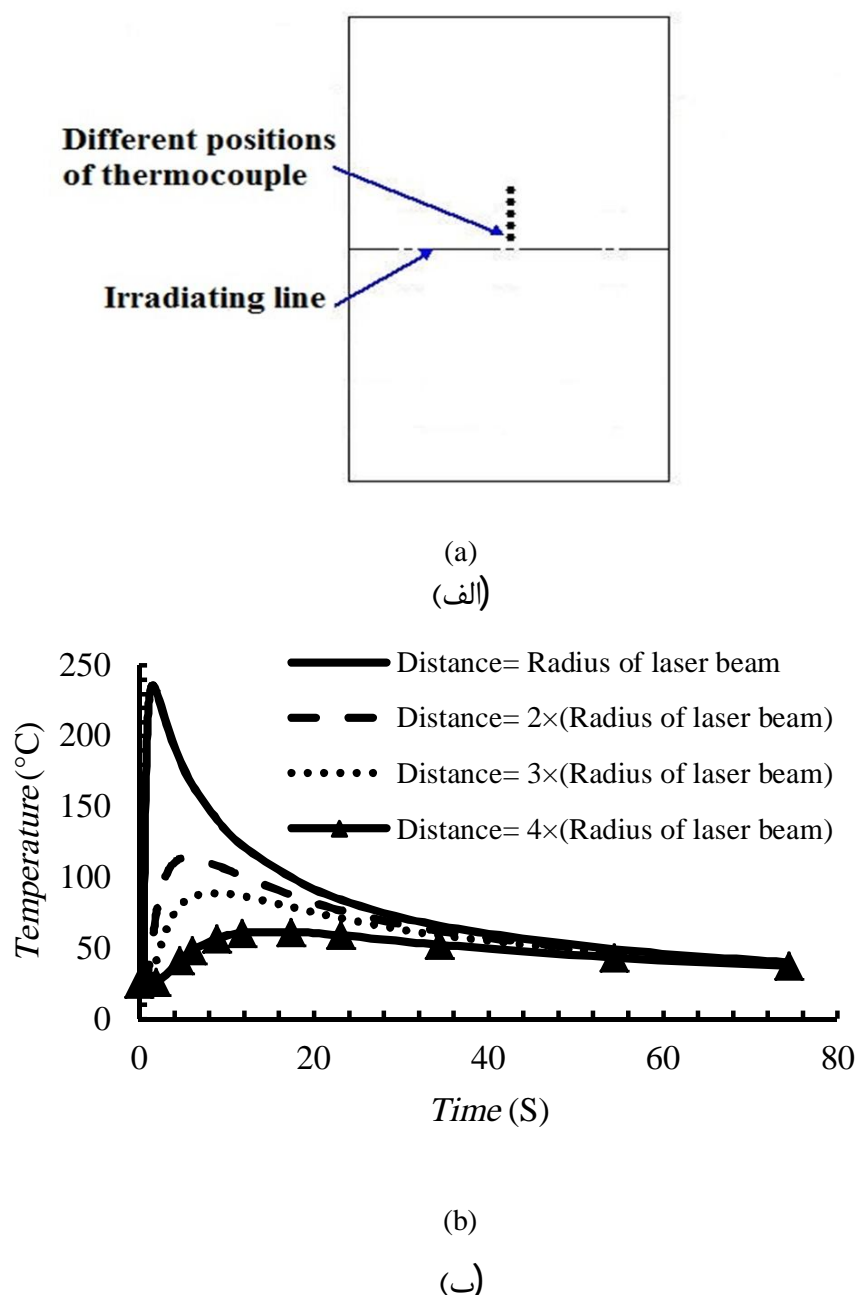 Different positions
of thermocouple
Irradiating line
(a)
(الف)
250
200
150
100
50
0
Temperature (°C)
Distance= Radius of laser beam
Distance= 2×(Radius of laser beam)
Distance= 3×(Radius of laser beam)
Distance= 4×(Radius of laser beam)
0 20 40 60 80
Time (S)
(b)
(ب)